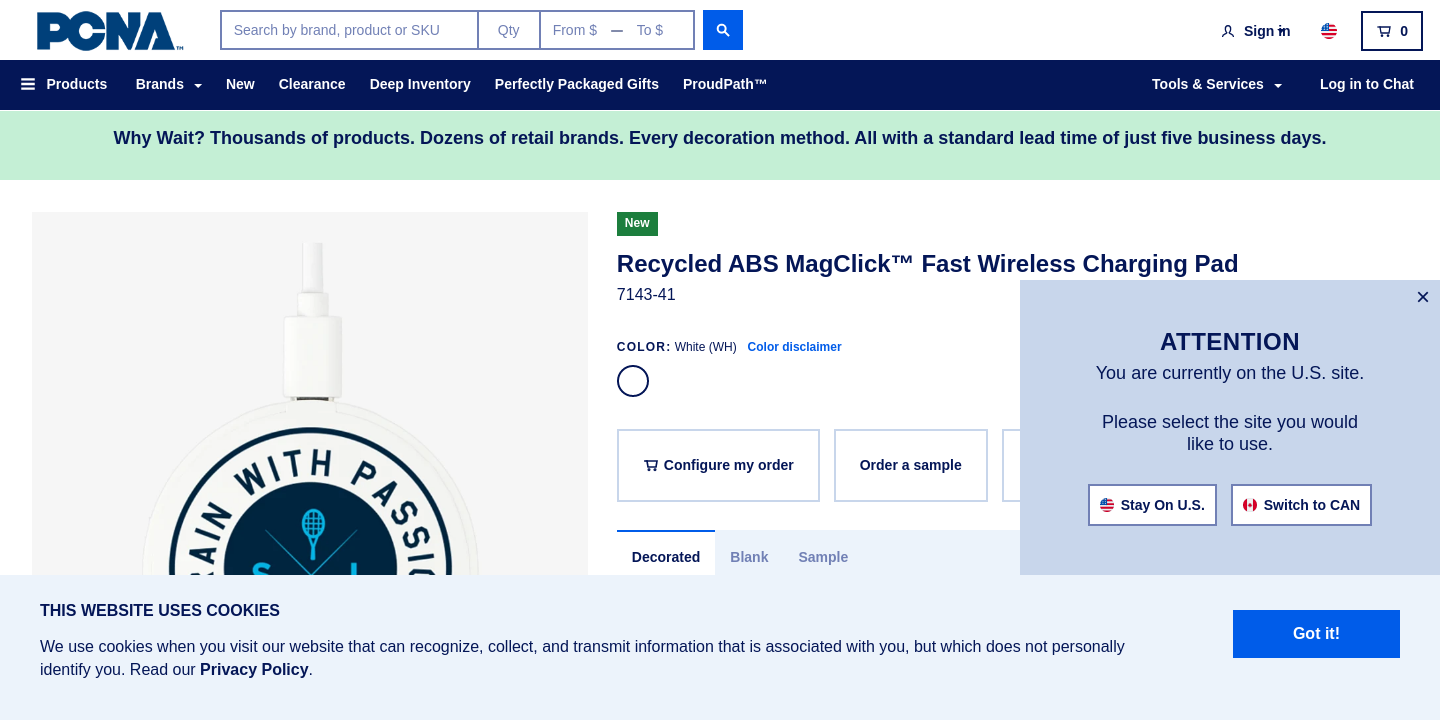 PCNA™
Search by brand, product or SKU
Qty
From $ — To $
Sign in
0
Products
Brands
New
Clearance
Deep Inventory
Perfectly Packaged Gifts
ProudPath™
Tools & Services
Log in to Chat
Why Wait? Thousands of products. Dozens of retail brands. Every decoration method. All with a standard lead time of just five business days.
New
Recycled ABS MagClick™ Fast Wireless Charging Pad
7143-41
COLOR: White (WH) Color disclaimer
Configure my order
Order a sample
Decorated
Blank
Sample
×
ATTENTION
You are currently on the U.S. site.
Please select the site you would
like to use.
Stay On U.S.
Switch to CAN
THIS WEBSITE USES COOKIES
We use cookies when you visit our website that can recognize, collect, and transmit information that is associated with you, but which does not personally
identify you. Read our Privacy Policy.
Got it!